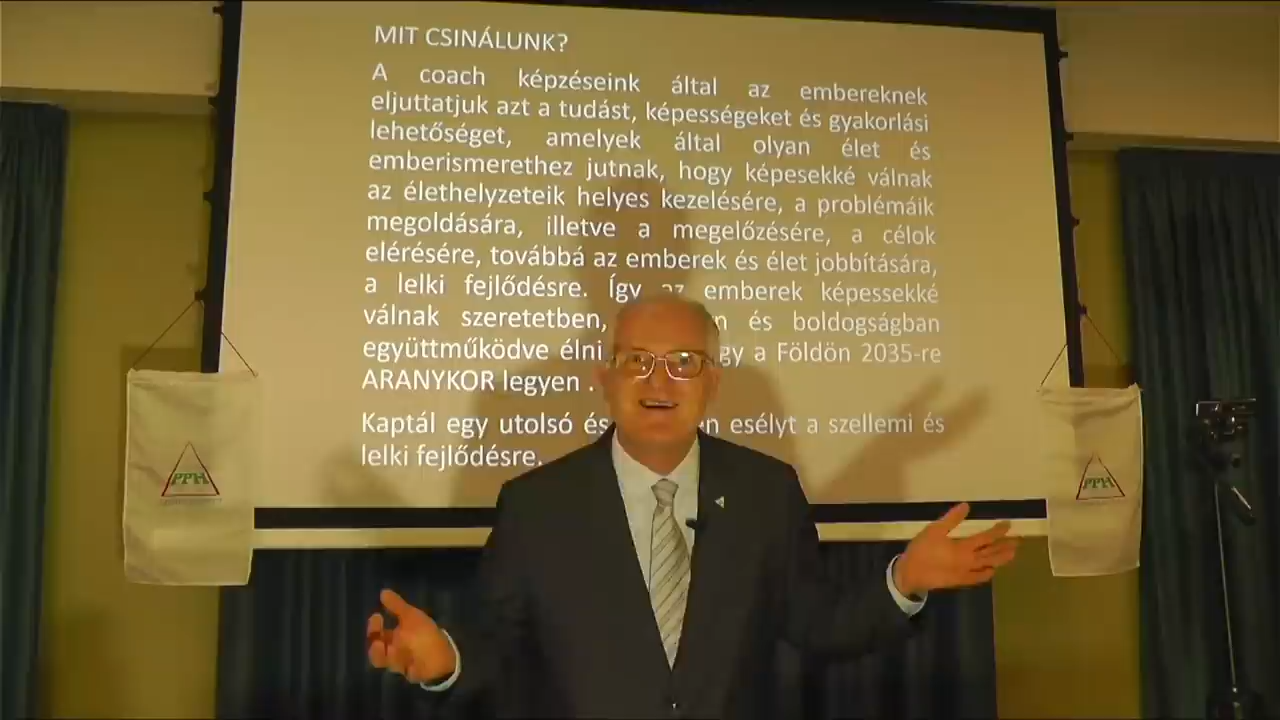 MIT CSINÁLUNK?
A coach képzéseink által az embereknek
eljuttatjuk azt a tudást, képességeket és gyakorlási
lehetőséget, amelyek által olyan élet és
emberismerethez jutnak, hogy képesekké válnak
az élethelyzeteik helyes kezelésére, a problémáik
megoldására, illetve a megelőzésére, a célok
elérésére, továbbá az emberek és élet jobbítására,
a lelki fejlődésre. Így az emberek képessekké
válnak szeretetben, és boldogságban
együttműködve élni a Földön 2035-re
ARANYKOR legyen .
Kaptál egy utolsó és esélyt a szellemi és
lelki fejlődésre.
PPH
PPH